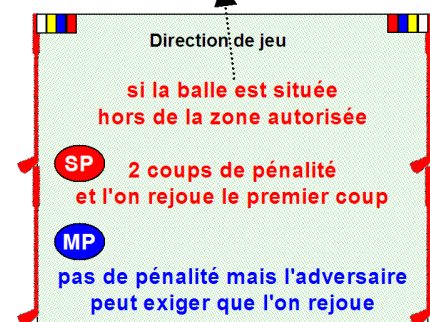 Direction de jeu
si la balle est située
hors de la zone autorisée
SP
2 coups de pénalité
et l'on rejoue le premier coup
MP
pas de pénalité mais l'adversaire
peut exiger que l'on rejoue